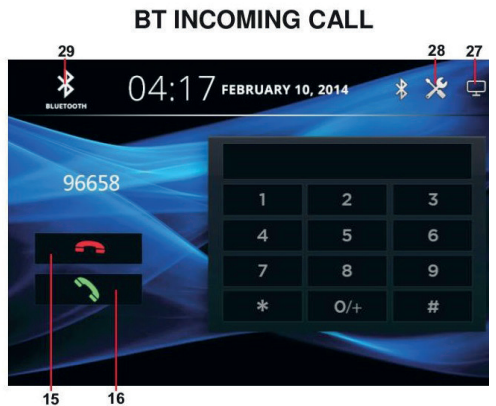 BT INCOMING CALL
29
28
27
BLUETOOTH
04:17 FEBRUARY 10, 2014
96658
1 2 3
4 5 6
7 8 9
* 0/+ #
15
16